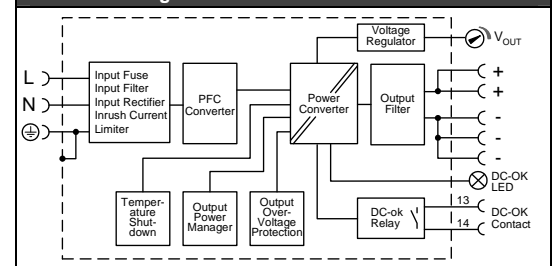 Voltage
Regulator
VOUT
L
N
Input Fuse
Input Filter
Input Rectifier
Inrush Current
Limiter
PFC
Converter
Power
Converter
Output
Filter
+
+
-
-
-
DC-OK
LED
Temper-
ature
Shut-
down
Output
Power
Manager
Output
Over-
Voltage
Protection
DC-ok
Relay
13
14
DC-OK
Contact